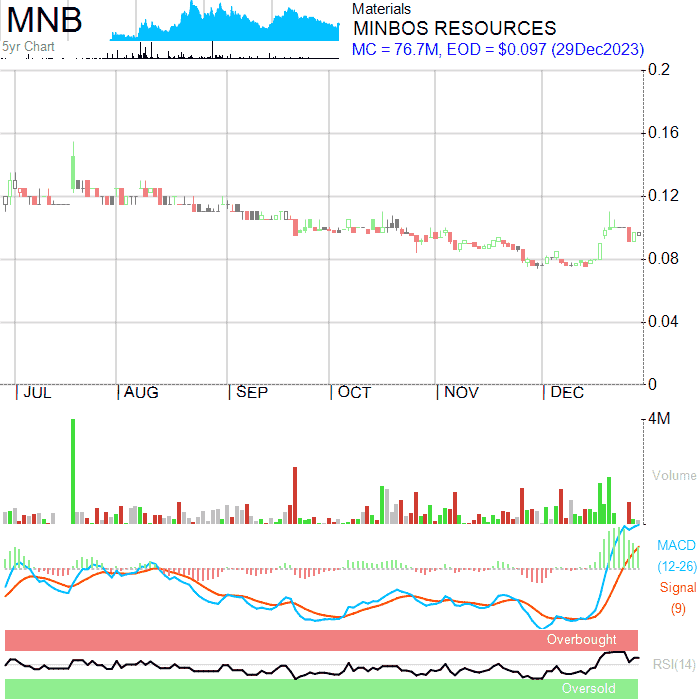 MNB
5yr Chart
Materials
MINBOS RESOURCES
MC = 76.7M, EOD = $0.097 (29Dec2023)
0.2
0.16
0.12
0.08
0.04
0
JUL AUG SEP OCT NOV DEC
4M
Volume
MACD
(12-26)
Signal
(9)
Overbought
RSI(14)
Oversold